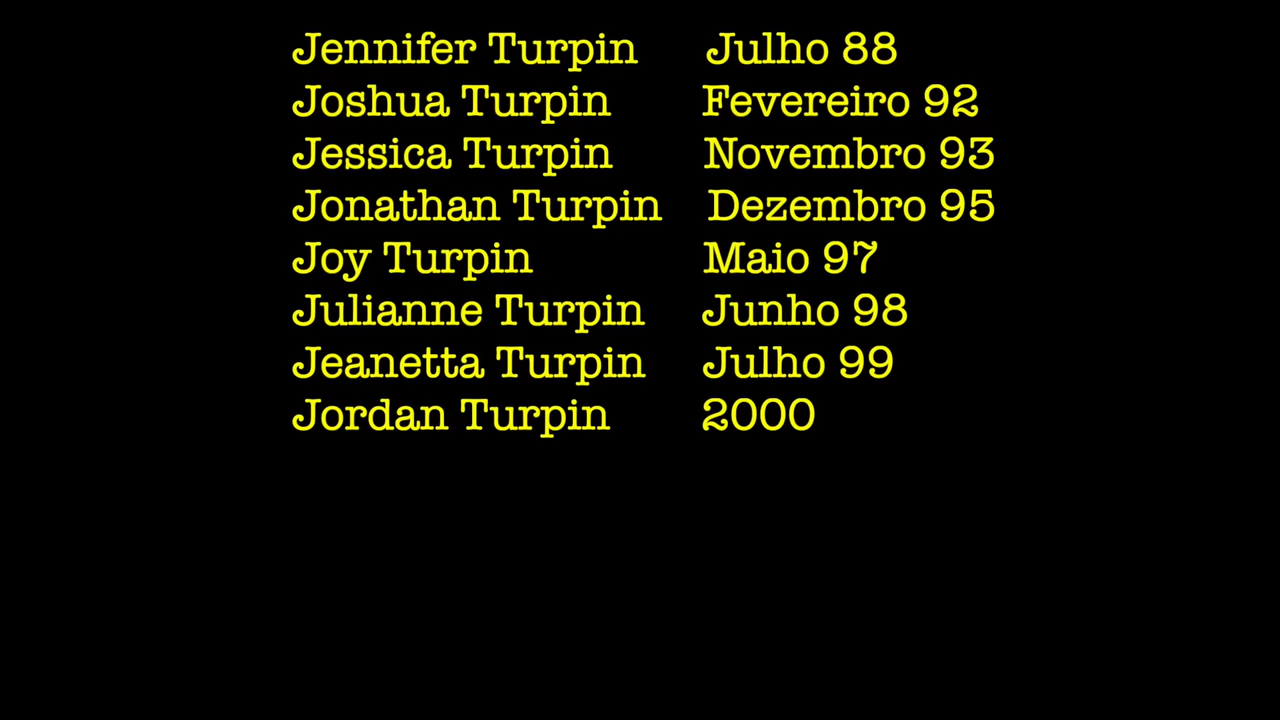 Jennifer Turpin Julho 88
Joshua Turpin Fevereiro 92
Jessica Turpin Novembro 93
Jonathan Turpin Dezembro 95
Joy Turpin Maio 97
Julianne Turpin Junho 98
Jeanetta Turpin Julho 99
Jordan Turpin 2000